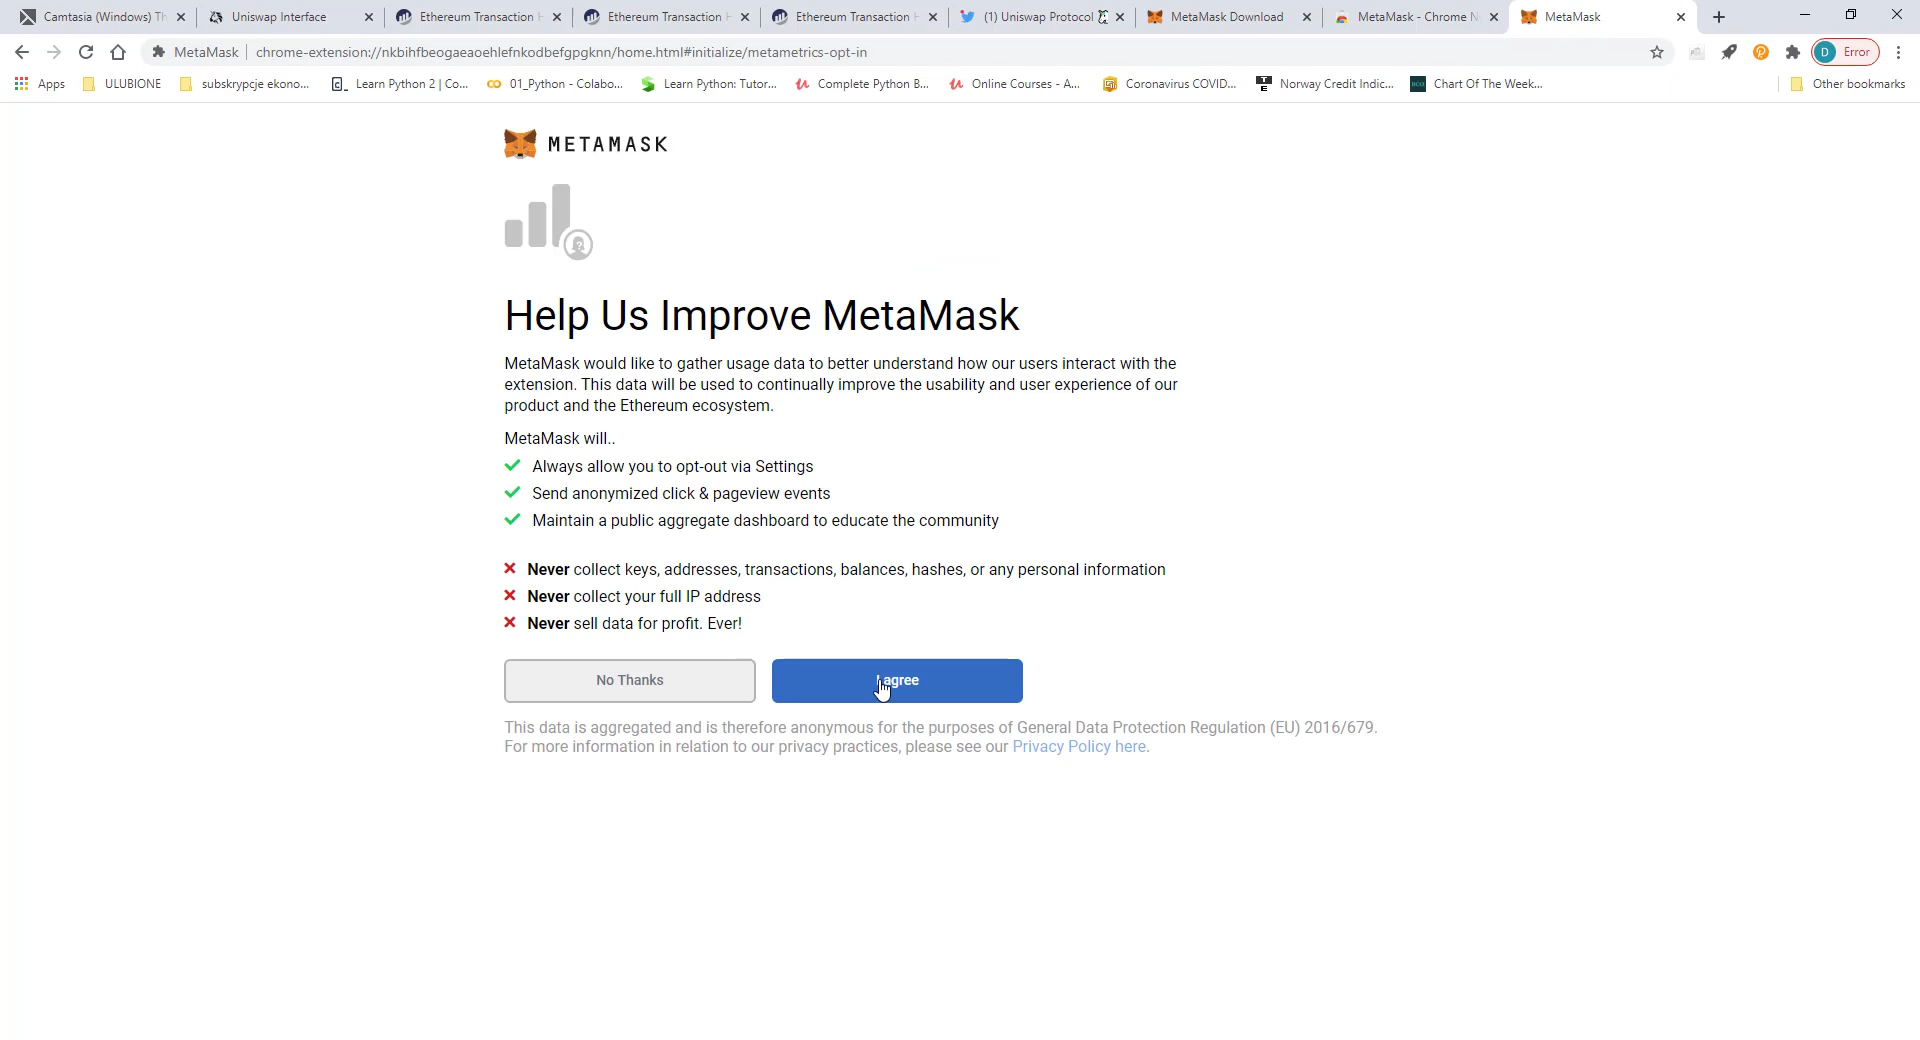 Camtasia (Windows) Th
Uniswap Interface
Ethereum Transaction H
Ethereum Transaction H
Ethereum Transaction H
(1) Uniswap Protocol
MetaMask Download
MetaMask - Chrome N
MetaMask
MetaMask
chrome-extension://nkbihfbeogaeaoehlefnkodbefgpgknn/home.html#initialize/metametrics-opt-in
D
Error
Apps
ULUBIONE
subskrypcje ekono...
Learn Python 2 | Co...
01_Python - Colabo...
Learn Python: Tutor...
Complete Python B...
Online Courses - A...
Coronavirus COVID...
Norway Credit Indic...
Chart Of The Week...
Other bookmarks
METAMASK
Help Us Improve MetaMask
MetaMask would like to gather usage data to better understand how our users interact with the
extension. This data will be used to continually improve the usability and user experience of our
product and the Ethereum ecosystem.
MetaMask will..
Always allow you to opt-out via Settings
Send anonymized click & pageview events
Maintain a public aggregate dashboard to educate the community
Never collect keys, addresses, transactions, balances, hashes, or any personal information
Never collect your full IP address
Never sell data for profit. Ever!
No Thanks
I agree
This data is aggregated and is therefore anonymous for the purposes of General Data Protection Regulation (EU) 2016/679.
For more information in relation to our privacy practices, please see our Privacy Policy here.